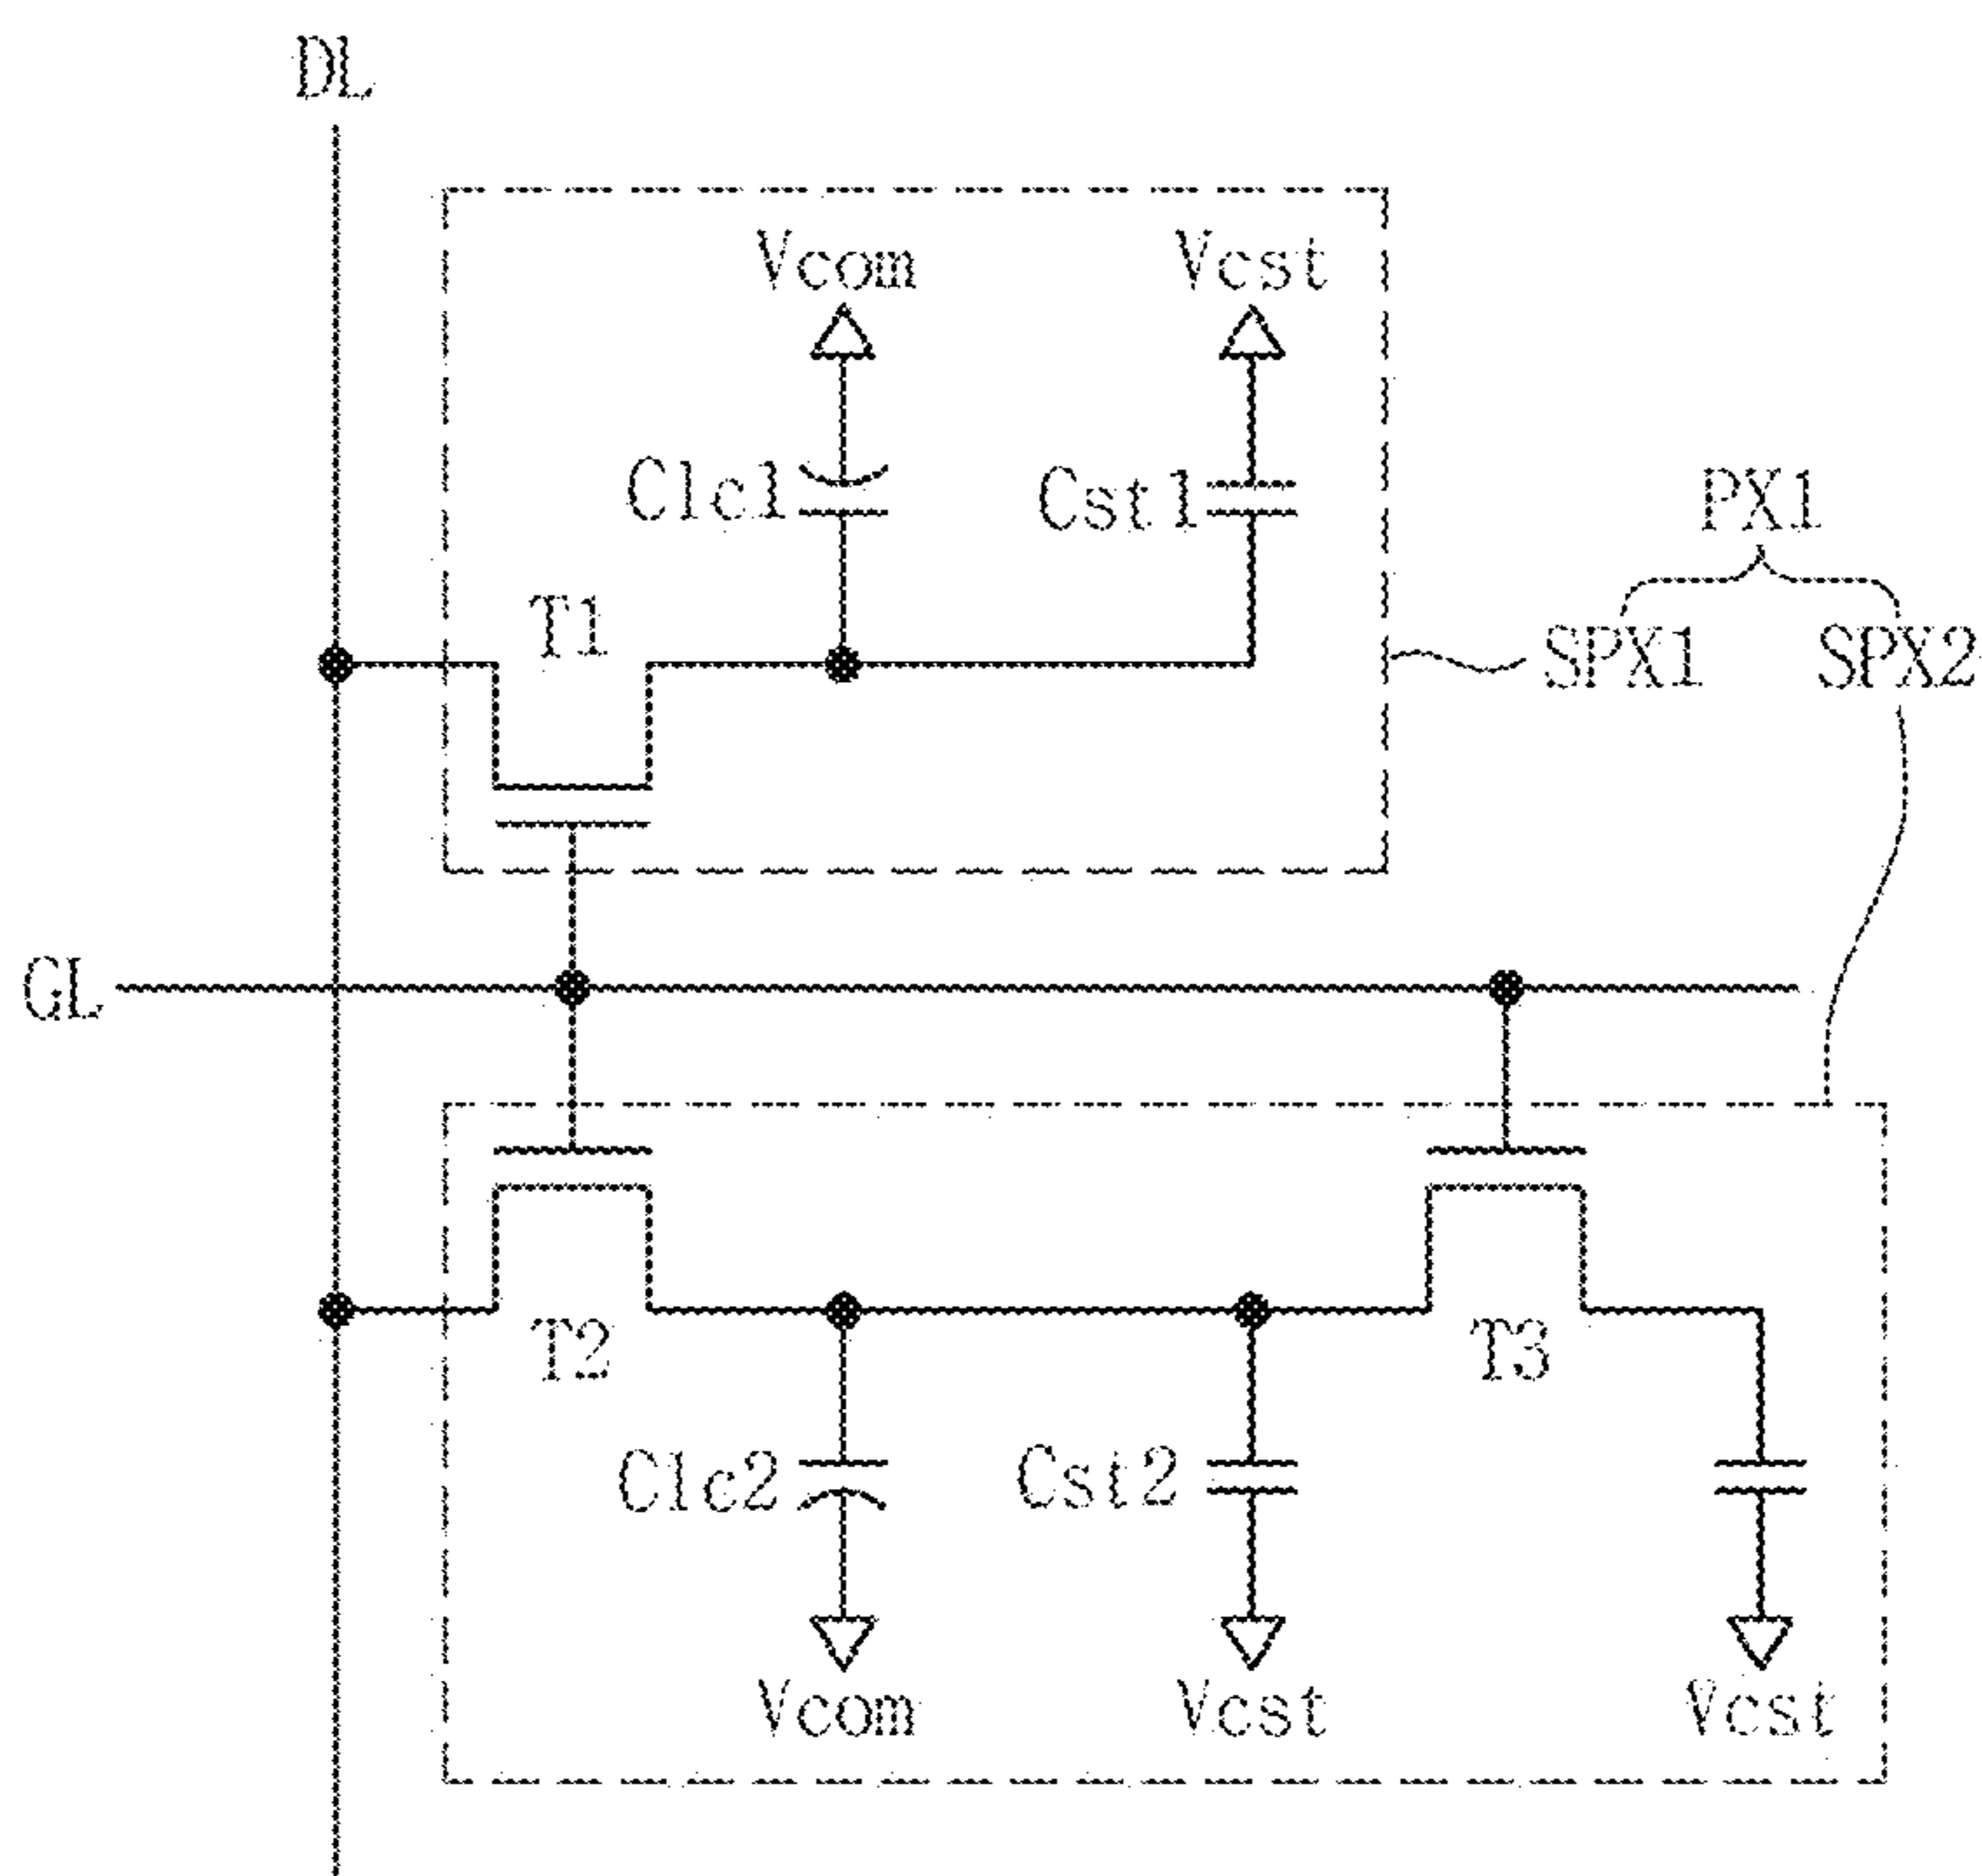 DL
Vcom
Vcst
Clc1
Cst1
PX1
T1
SPX1
SPX2
GL
T2
T3
Clc2
Cst2
Vcom
Vcst
Vcst